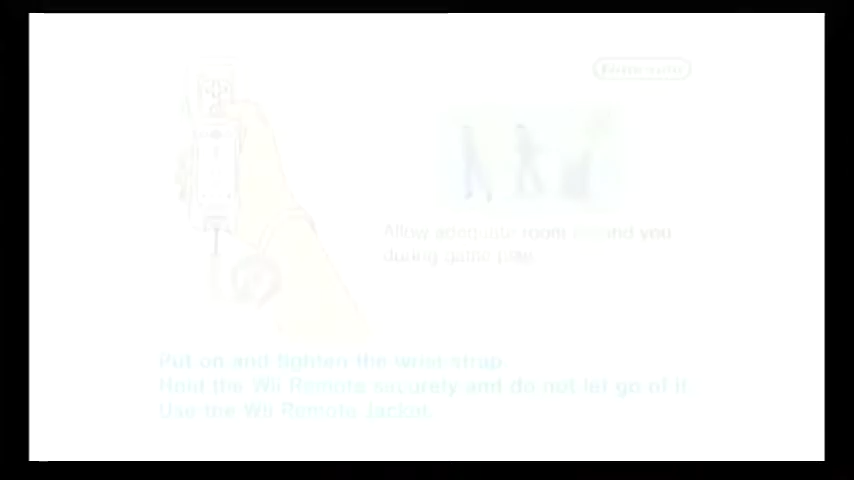 Allow adequate room around you
during game play.
Put on and tighten the wrist strap.
Hold the Wii Remote securely and do not let go of it.
Use the Wii Remote Jacket.